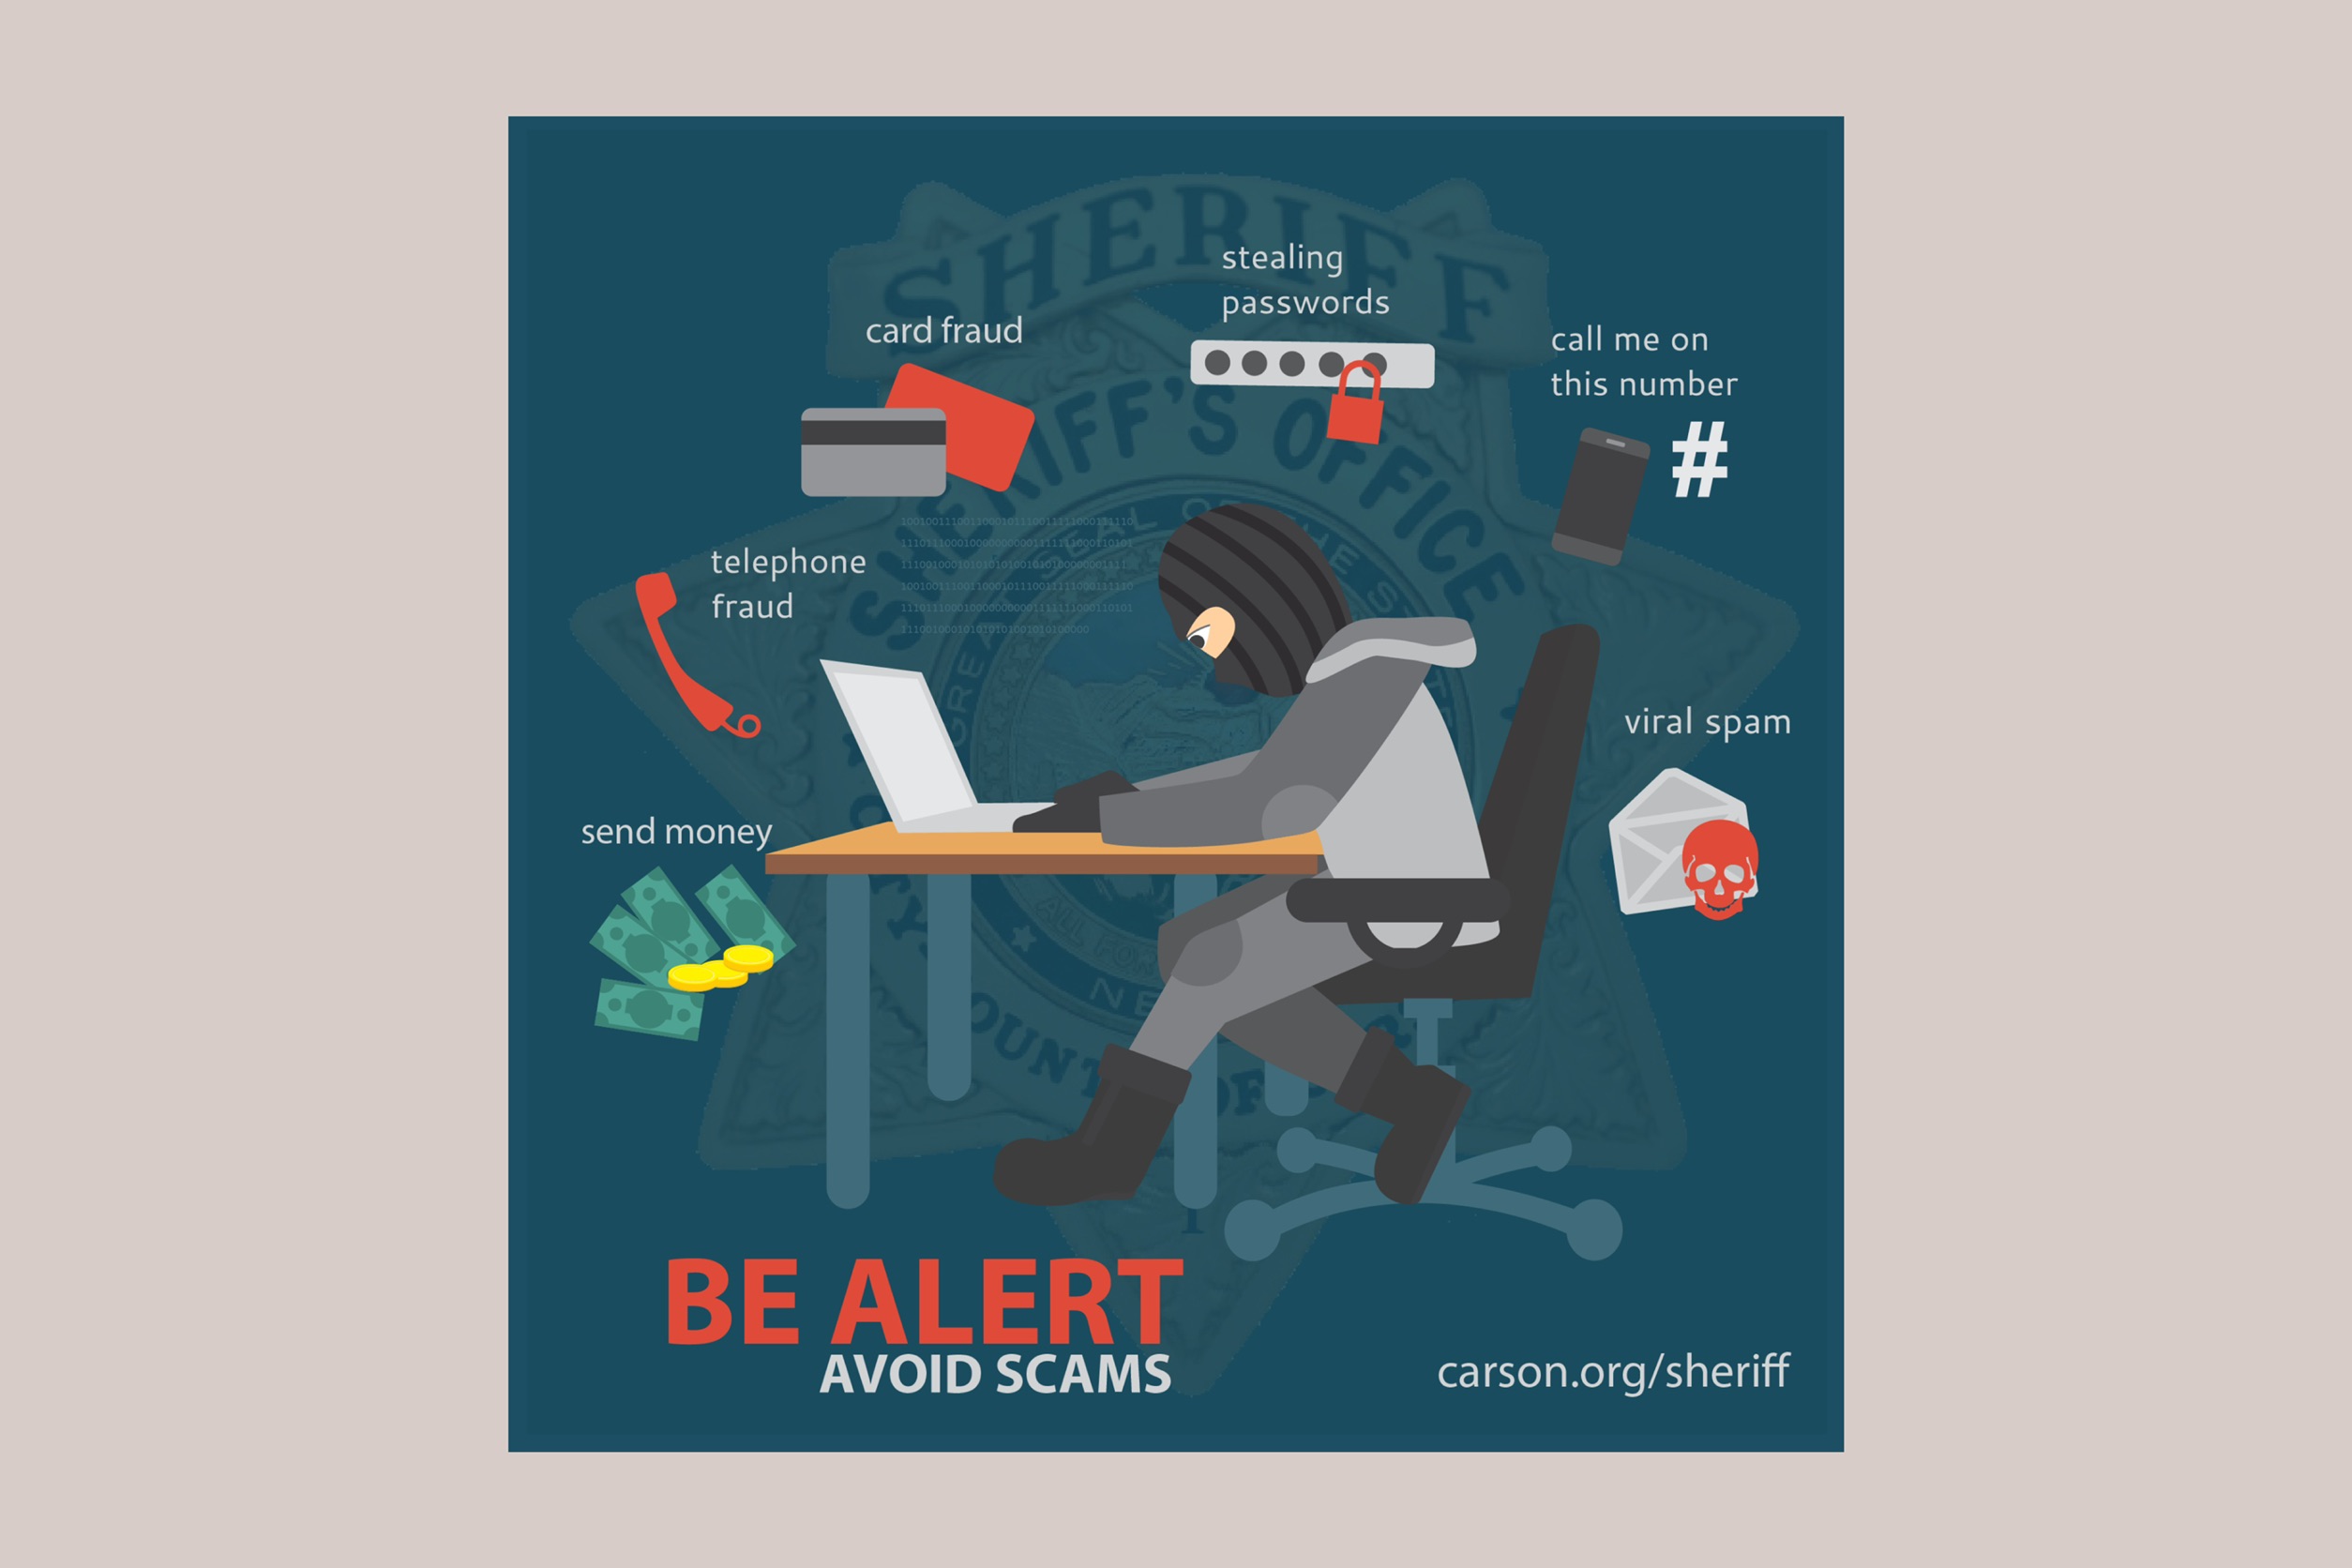 SHERIFF
stealing
passwords
card fraud
call me on
this number
#
SHERIFF'S OFFICE
telephone
fraud
viral spam
send money
BE ALERT
AVOID SCAMS
carson.org/sheriff